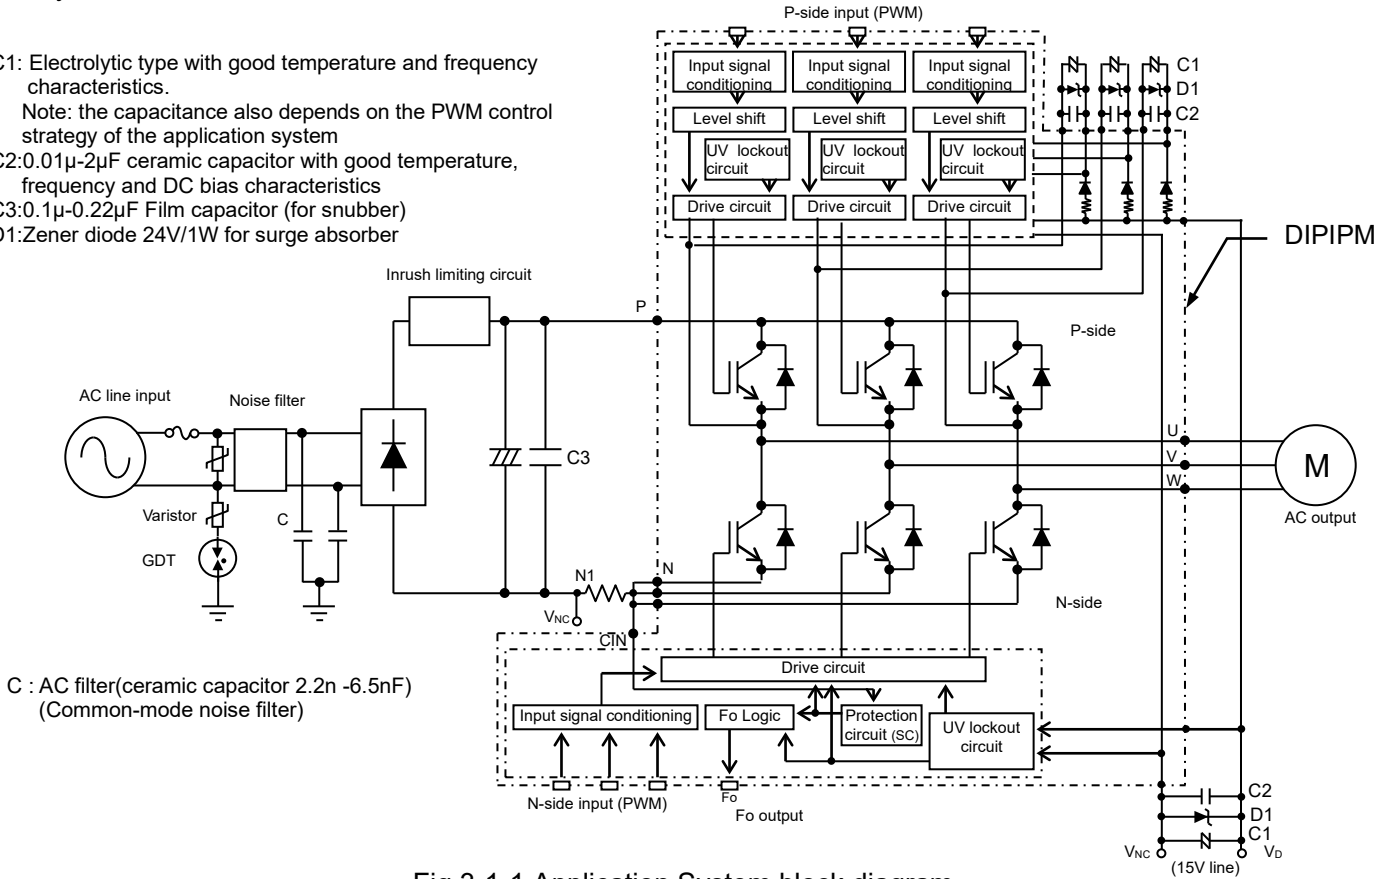 P-side input (PWM)
C1: Electrolytic type with good temperature and frequency
characteristics.
Note: the capacitance also depends on the PWM control
strategy of the application system
C2:0.01μ-2μF ceramic capacitor with good temperature,
frequency and DC bias characteristics
C3:0.1μ-0.22μF Film capacitor (for snubber)
D1:Zener diode 24V/1W for surge absorber
Input signal
conditioning
Input signal
conditioning
Input signal
conditioning
Level shift
Level shift
Level shift
UV lockout
circuit
UV lockout
circuit
UV lockout
circuit
Drive circuit
Drive circuit
Drive circuit
C1
D1
C2
DIPIPM
Inrush limiting circuit
P
P-side
AC line input
Noise filter
C3
U
V
W
M
AC output
Varistor
C
GDT
N1
N
VNC
CIN
N-side
Drive circuit
C : AC filter(ceramic capacitor 2.2n -6.5nF)
(Common-mode noise filter)
Input signal conditioning
Fo Logic
Protection
circuit (SC)
UV lockout
circuit
N-side input (PWM)
Fo
Fo output
C2
D1
C1
VNC
VD
(15V line)
Application System block diagram